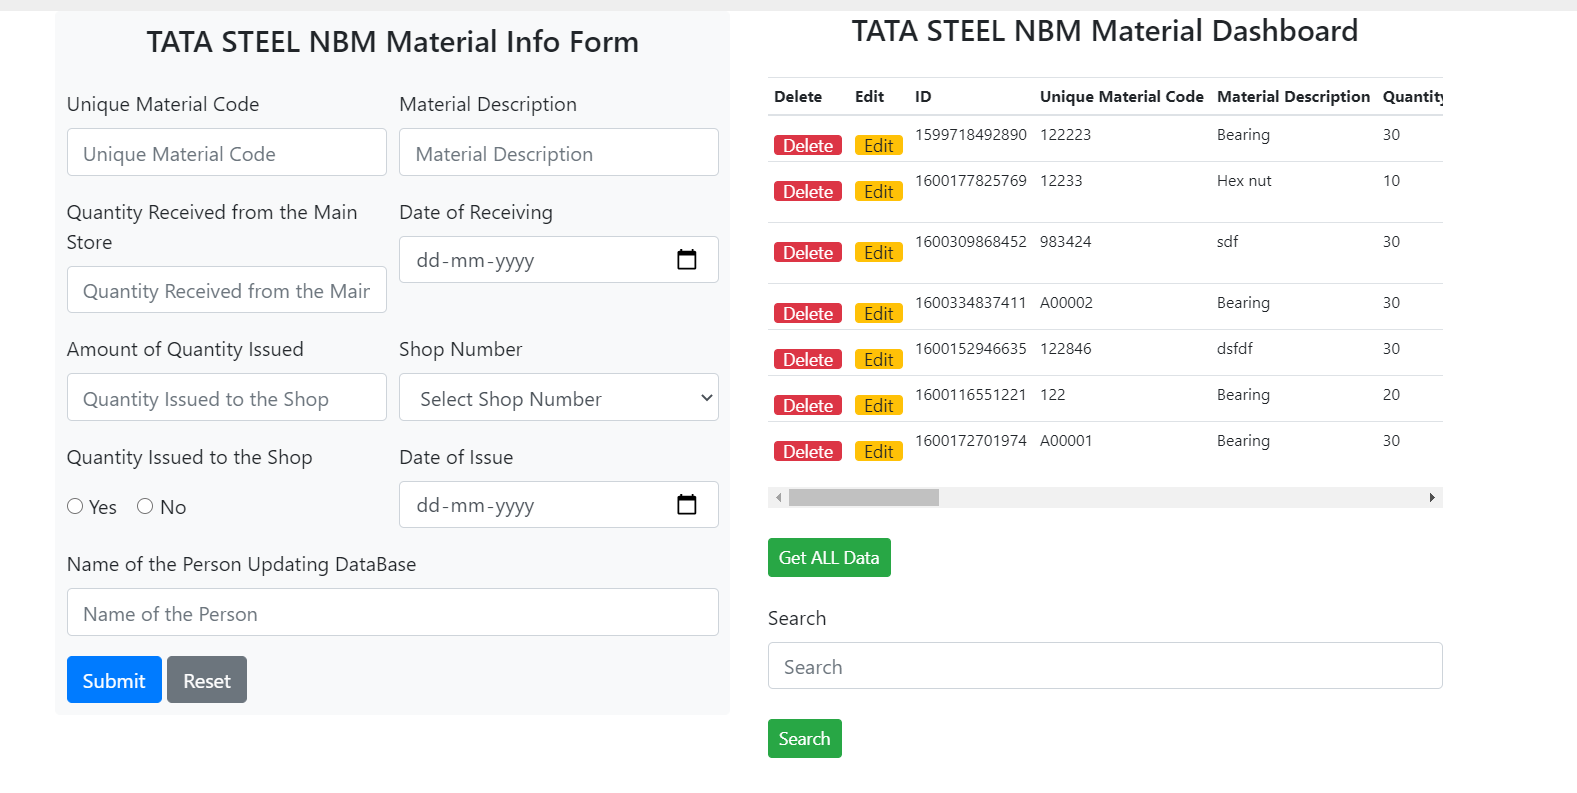 TATA STEEL NBM Material Info Form
Unique Material Code
Material Description
Unique Material Code
Material Description
Quantity Received from the Main
Store
Date of Receiving
dd-mm-yyyy
Quantity Received from the Mair
Amount of Quantity Issued
Shop Number
Quantity Issued to the Shop
Select Shop Number
Quantity Issued to the Shop
Date of Issue
Yes No
dd-mm-yyyy
Name of the Person Updating DataBase
Name of the Person
Submit Reset
TATA STEEL NBM Material Dashboard
Delete Edit ID Unique Material Code Material Description Quantity
Delete Edit 1599718492890 122223 Bearing 30
Delete Edit 1600177825769 12233 Hex nut 10
Delete Edit 1600309868452 983424 sdf 30
Delete Edit 1600334837411 A00002 Bearing 30
Delete Edit 1600152946635 122846 dsfdf 30
Delete Edit 1600116551221 122 Bearing 20
Delete Edit 1600172701974 A00001 Bearing 30
Get ALL Data
Search
Search
Search